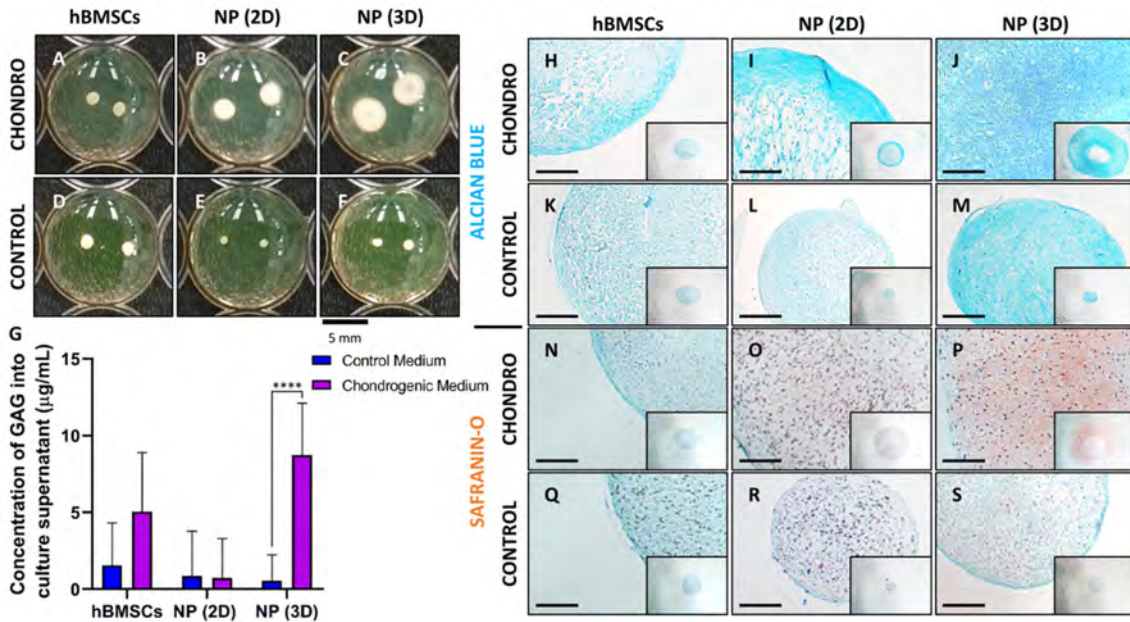 hBMSCs NP (2D) NP (3D)
CHONDRO
A B C
CONTROL
D E F
5 mm
G
Concentration of GAG into
culture supernatant (μg/mL)
15
10
5
0
Control Medium
Chondrogenic Medium
****
hBMSCs NP (2D) NP (3D)
hBMSCs NP (2D) NP (3D)
ALCIAN BLUE
CHONDRO
H I J
CONTROL
K L M
SAFRANIN-O
CHONDRO
N O P
CONTROL
Q R S